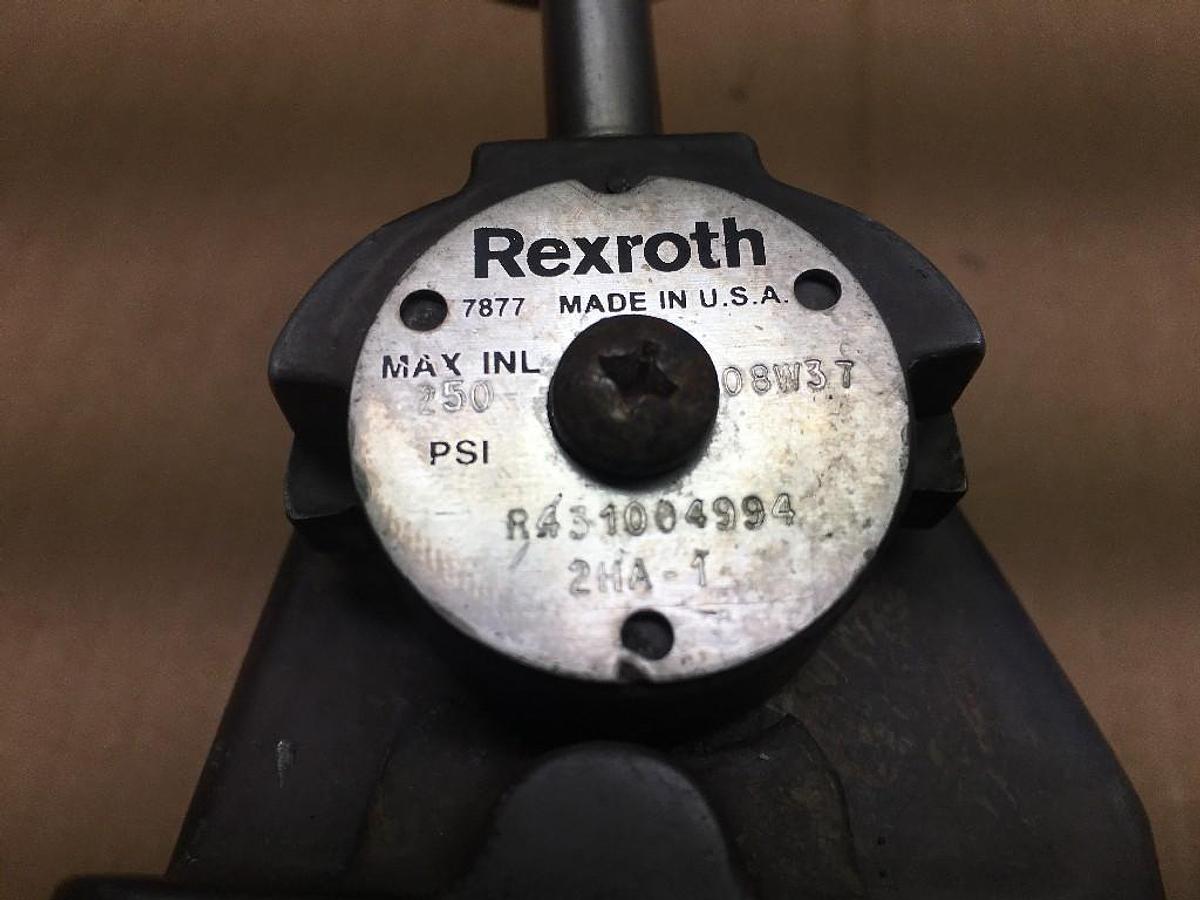 Rexroth
7877 MADE IN U.S.A.
MAX INL
250 08W37
PSI
R431004994
2HA-1